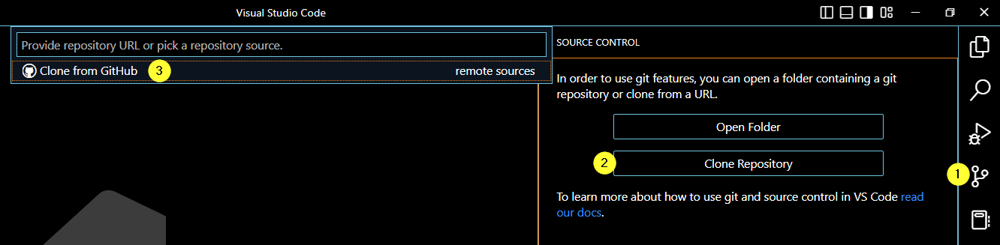 Visual Studio Code
Provide repository URL or pick a repository source.
Clone from GitHub 3 remote sources
SOURCE CONTROL
In order to use git features, you can open a folder containing a git
repository or clone from a URL.
Open Folder
2 Clone Repository
1
To learn more about how to use git and source control in VS Code read
our docs.